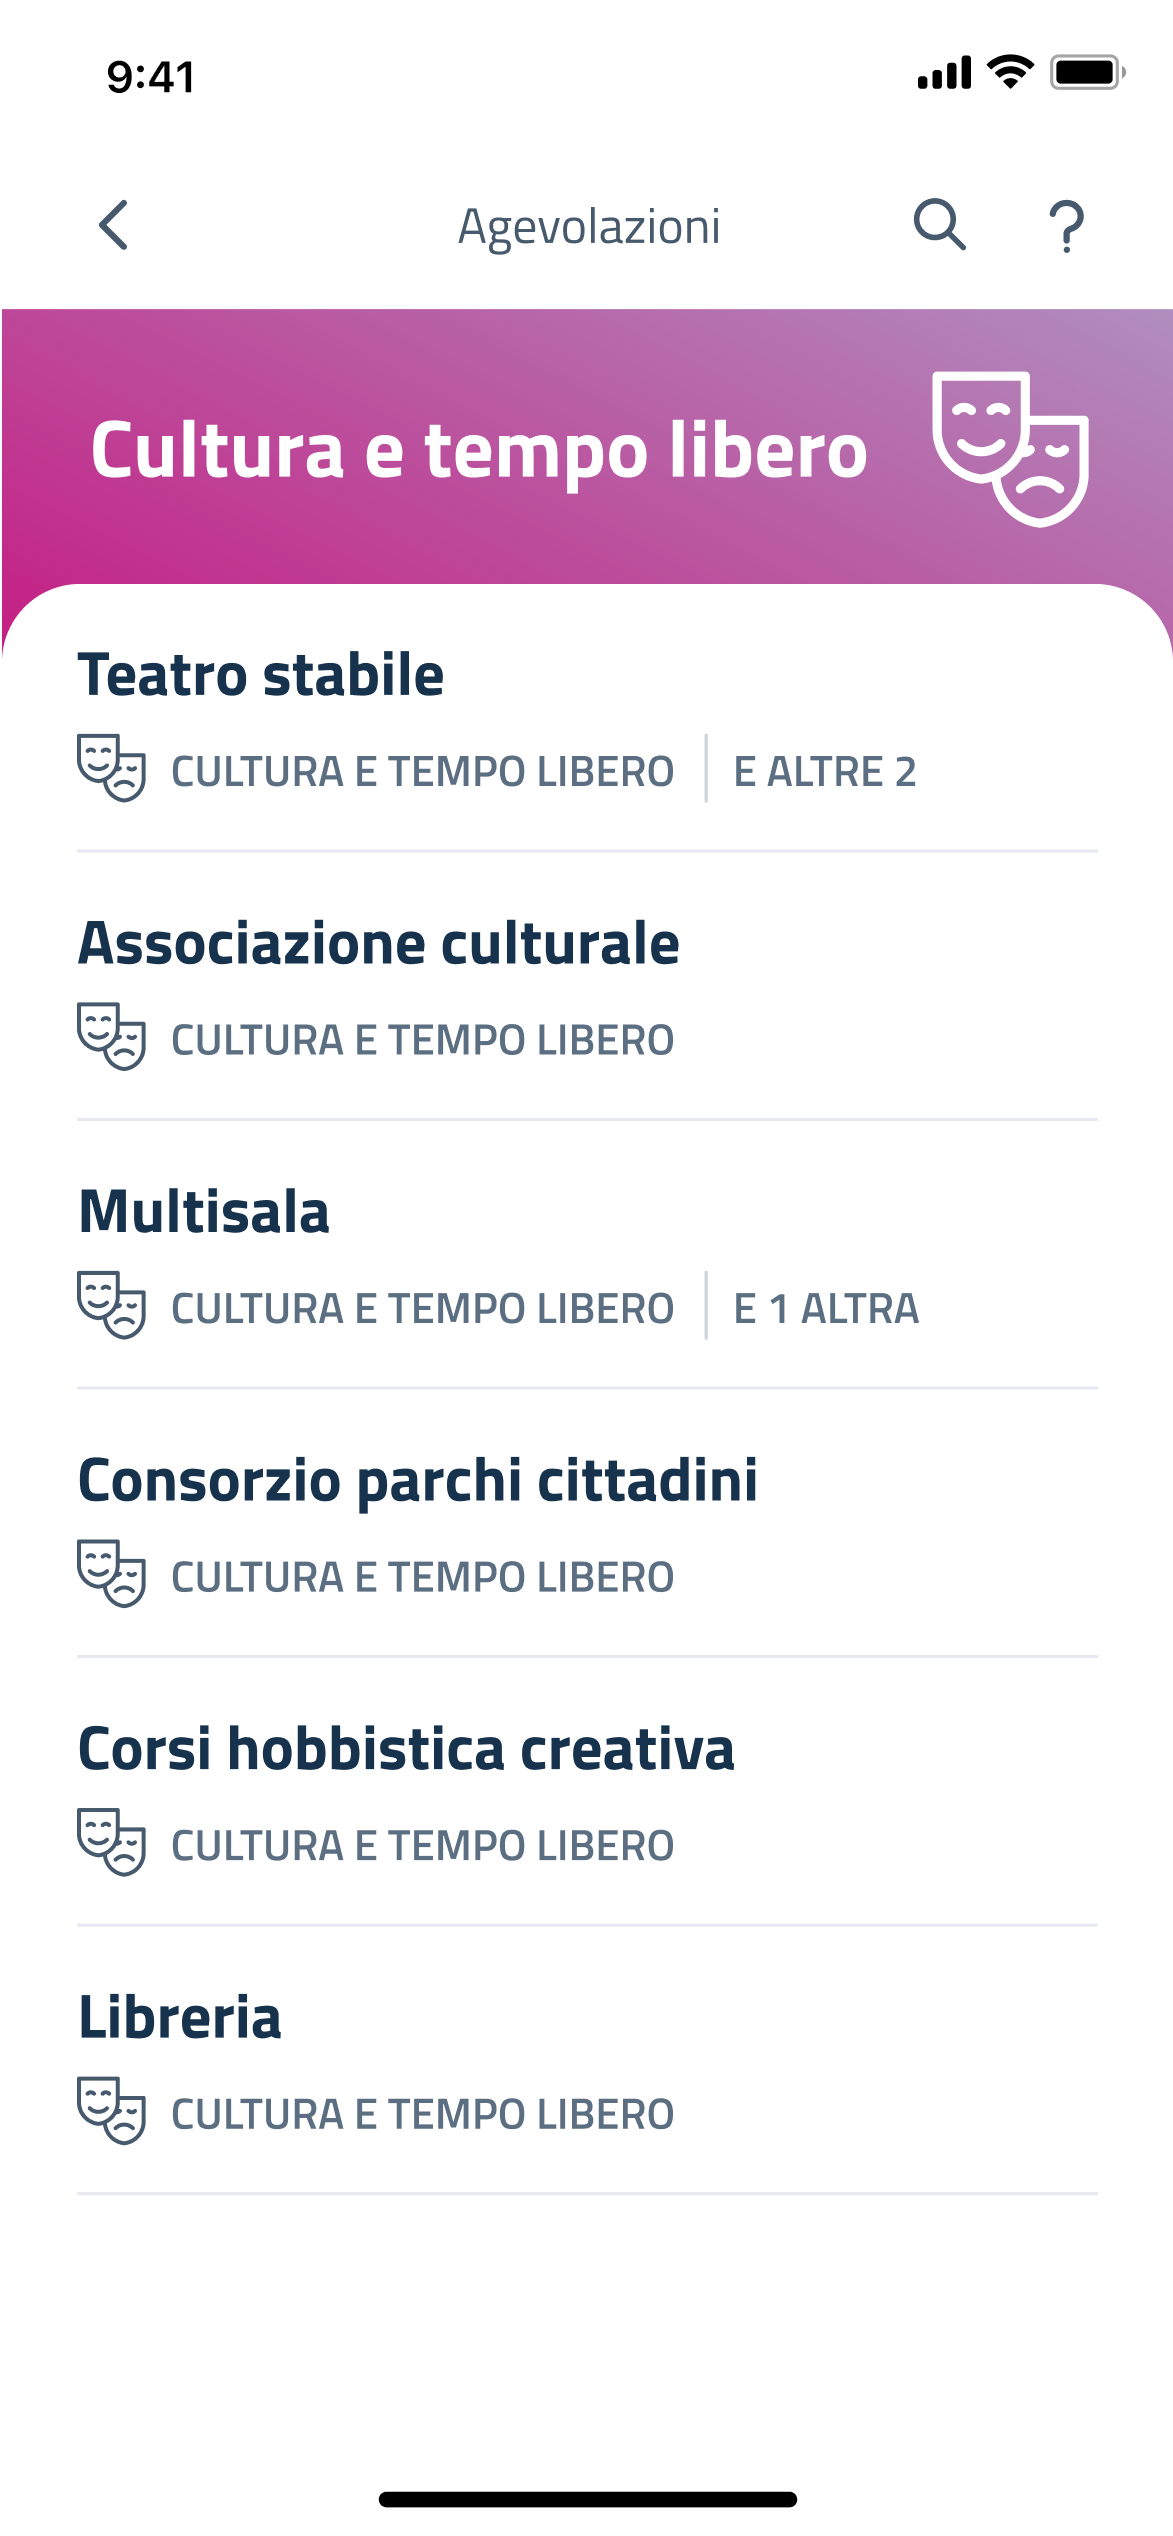 9:41
Agevolazioni
Cultura e tempo libero
Teatro stabile
CULTURA E TEMPO LIBERO E ALTRE 2
Associazione culturale
CULTURA E TEMPO LIBERO
Multisala
CULTURA E TEMPO LIBERO E 1 ALTRA
Consorzio parchi cittadini
CULTURA E TEMPO LIBERO
Corsi hobbistica creativa
CULTURA E TEMPO LIBERO
Libreria
CULTURA E TEMPO LIBERO